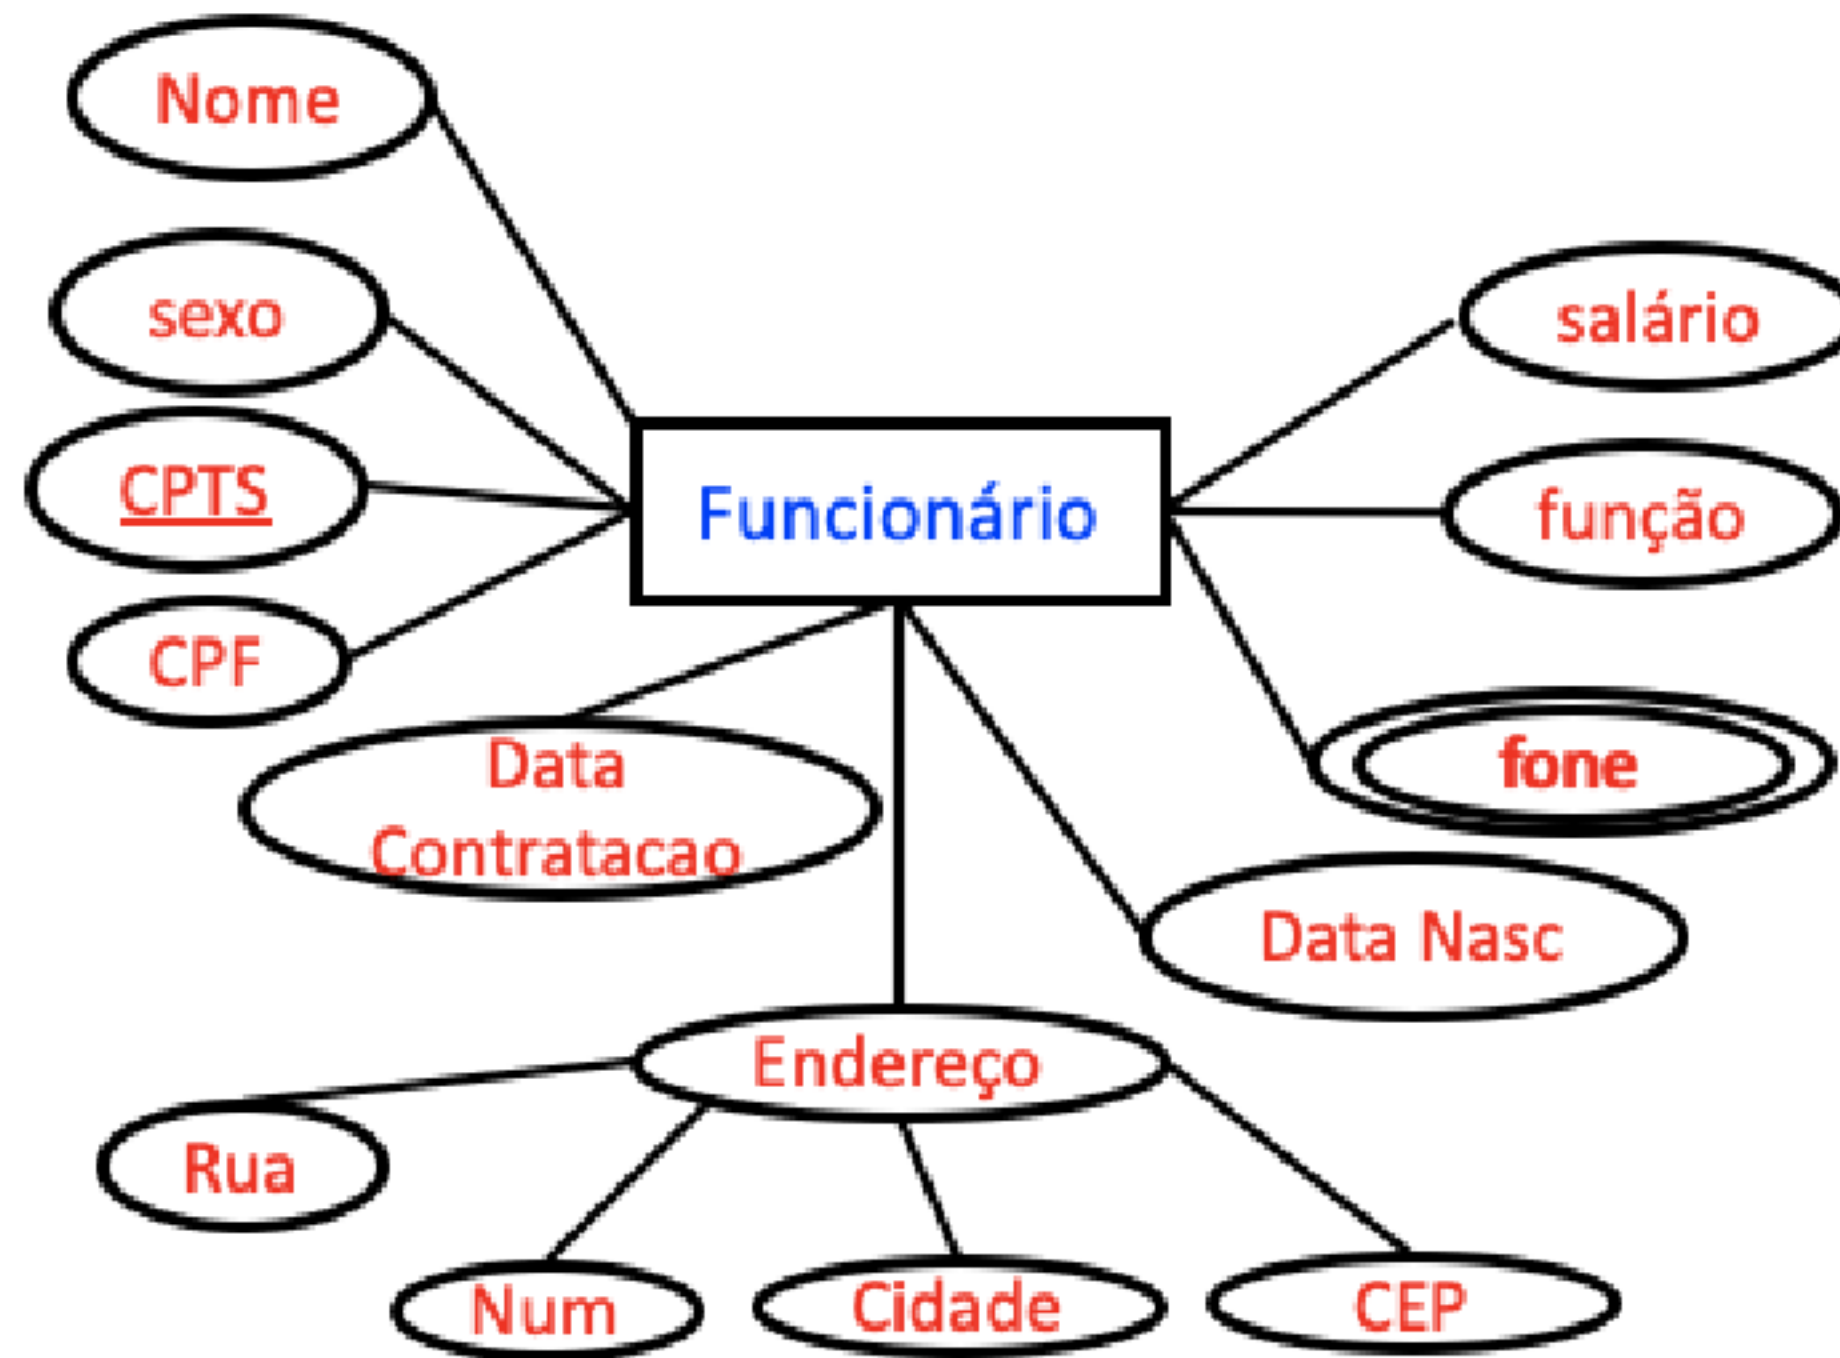 Nome
sexo
CPTS
CPF
Funcionário
salário
função
fone
Data
Contratacao
Data Nasc
Endereço
Rua
Num
Cidade
CEP